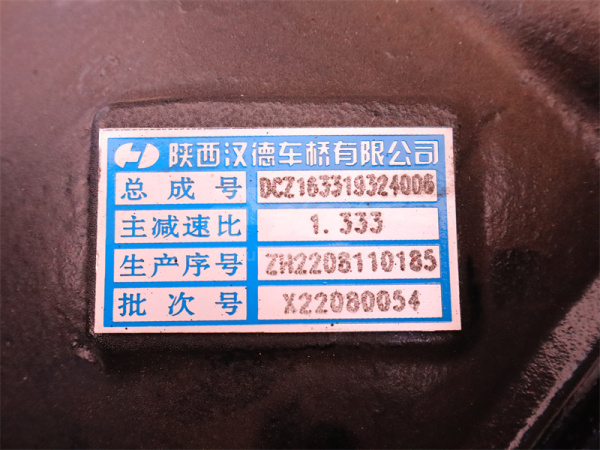 陕西汉德车桥有限公司
总成号 DCZ163319324006
主减速比 1.333
生产序号 ZH2208110185
批次号 X22080054